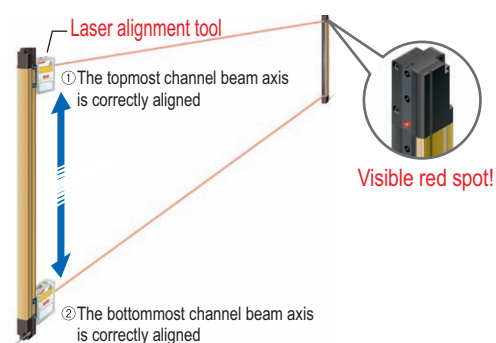 Laser alignment tool
①The topmost channel beam axis
is correctly aligned
Visible red spot!
②The bottommost channel beam axis
is correctly aligned